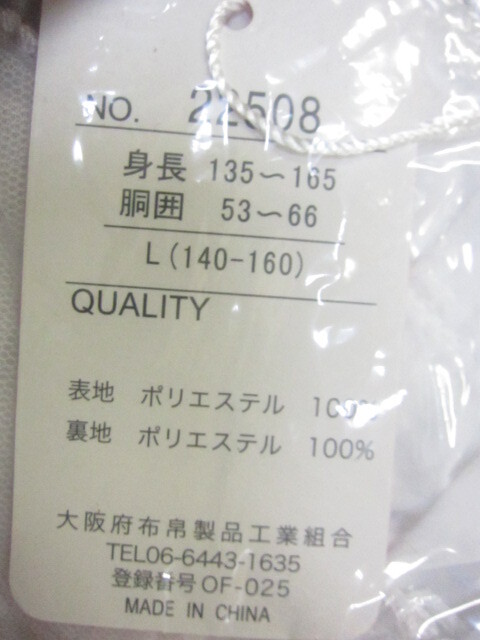 NO. 22508
身長 135～165
胴囲 53～66
L(140-160)
QUALITY
表地 ポリエステル 100%
裏地 ポリエステル 100%
大阪府布帛製品工業組合
TEL06-6443-1635
登録番号OF-025
MADE IN CHINA